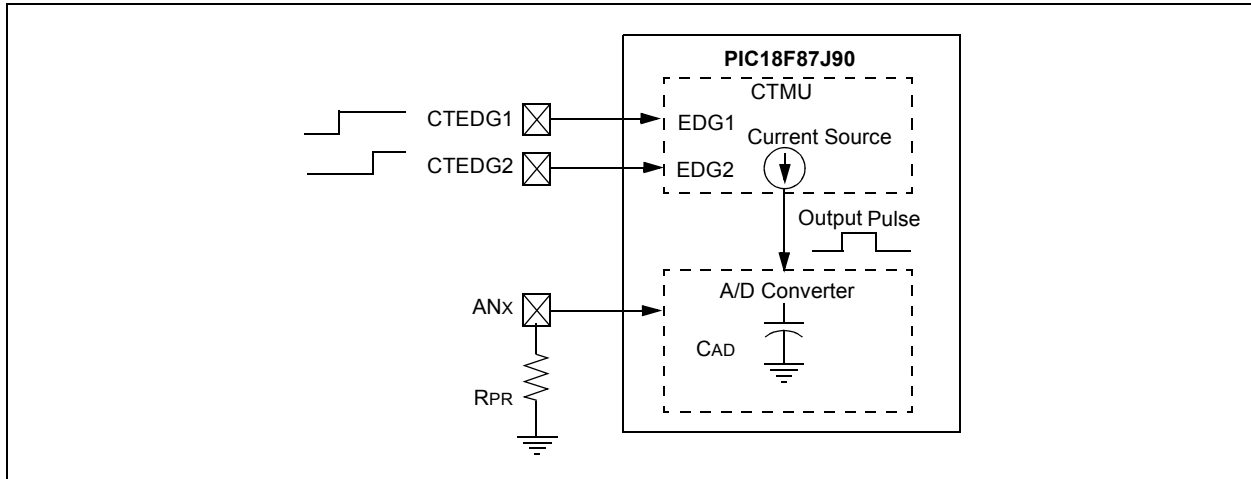 PIC18F87J90
CTMU
CTEDG1
EDG1
Current Source
CTEDG2
EDG2
Output Pulse
A/D Converter
ANX
CAD
RPR